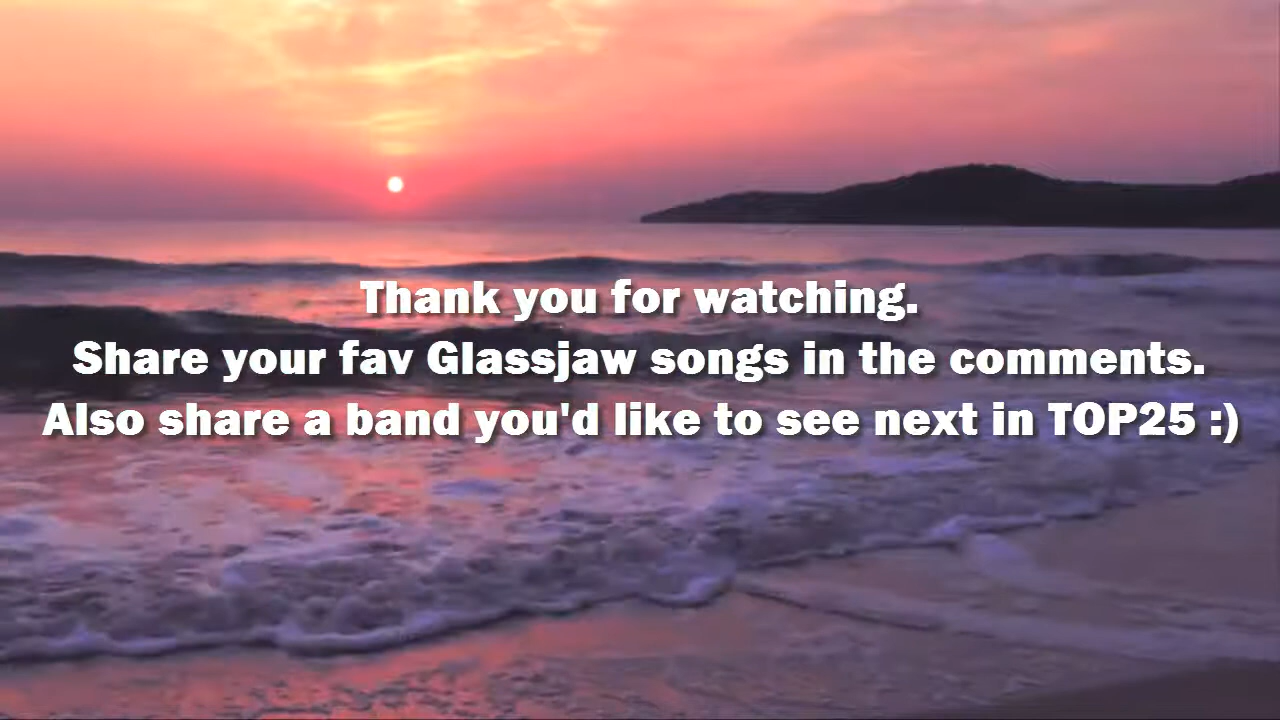 Thank you for watching.
Share your fav Glassjaw songs in the comments.
Also share a band you'd like to see next in TOP25 :)